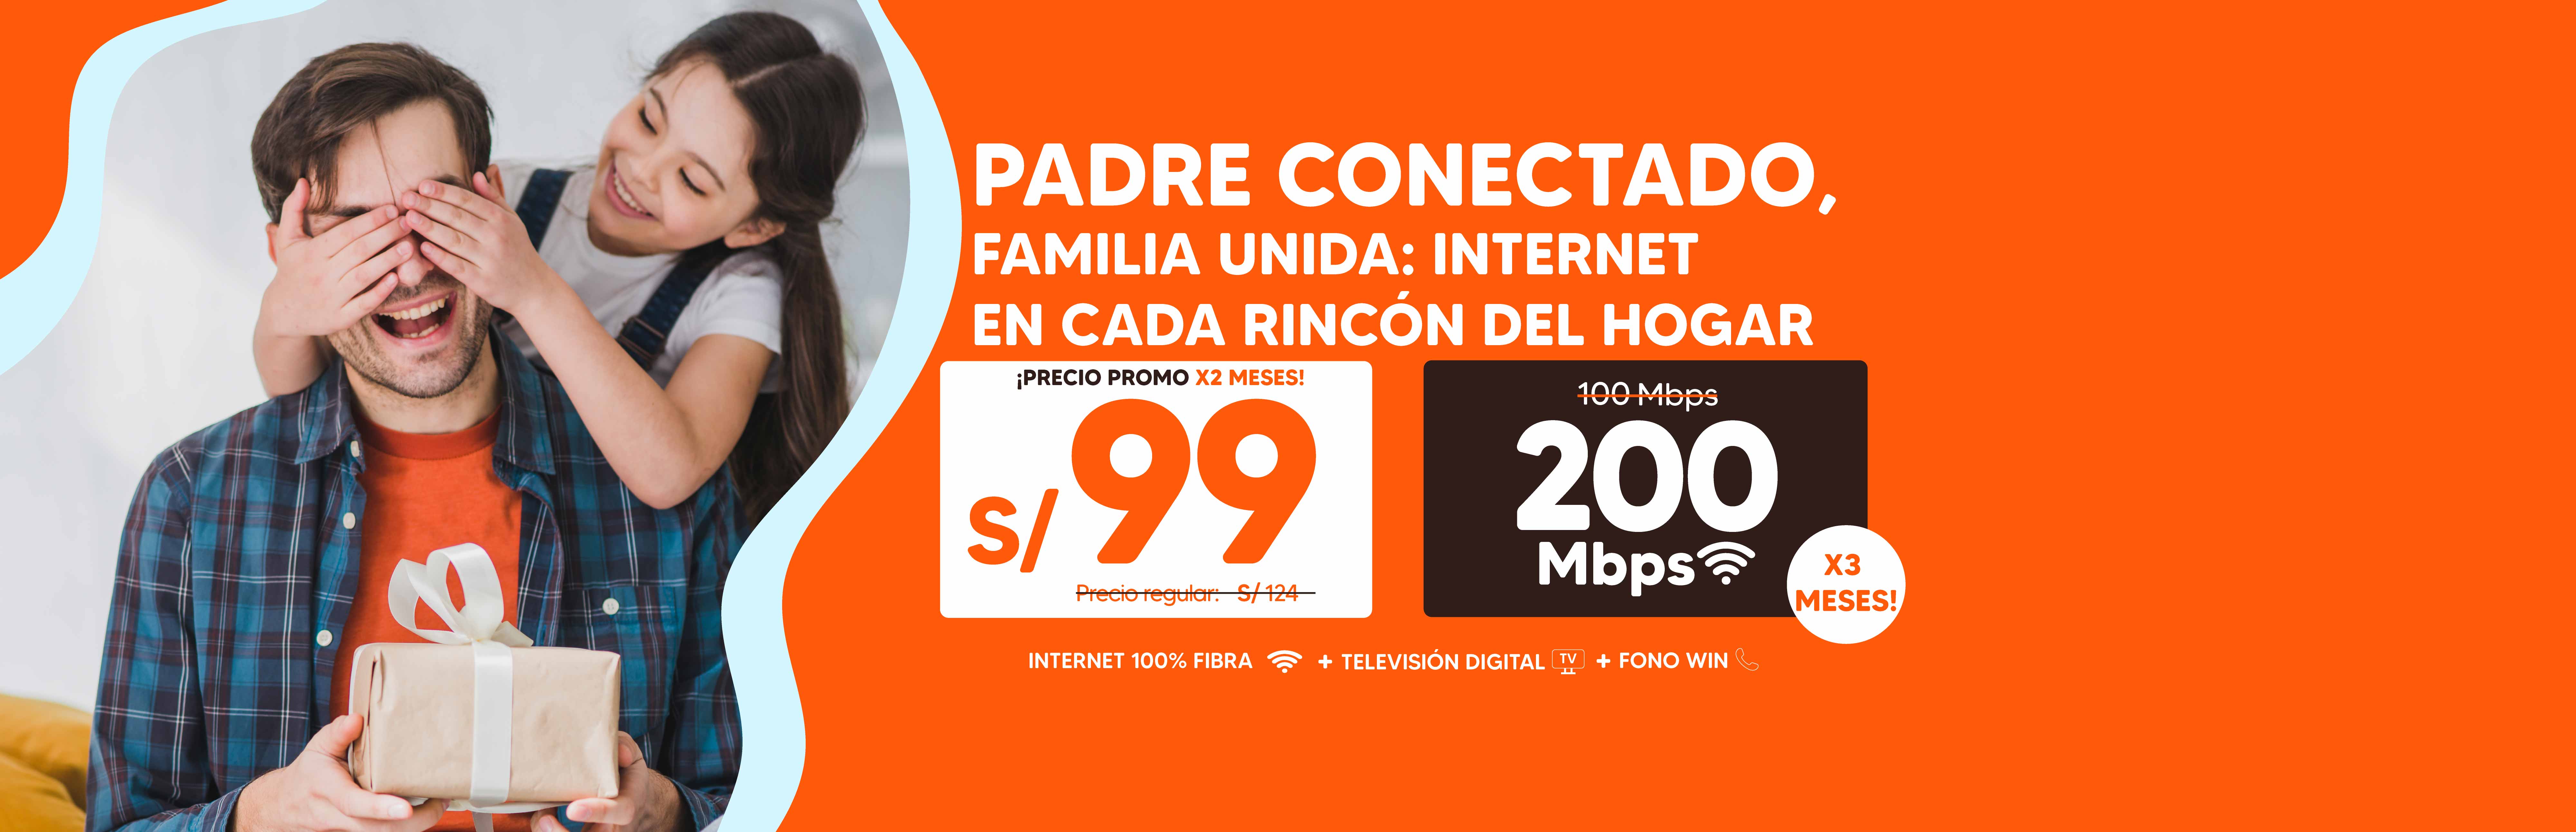 PADRE CONECTADO,
FAMILIA UNIDA: INTERNET
EN CADA RINCÓN DEL HOGAR
¡PRECIO PROMO X2 MESES!
S/99
Precio regular: S/ 124
100 Mbps
200
Mbps
X3
MESES!
INTERNET 100% FIBRA + TELEVISIÓN DIGITAL TV + FONO WIN